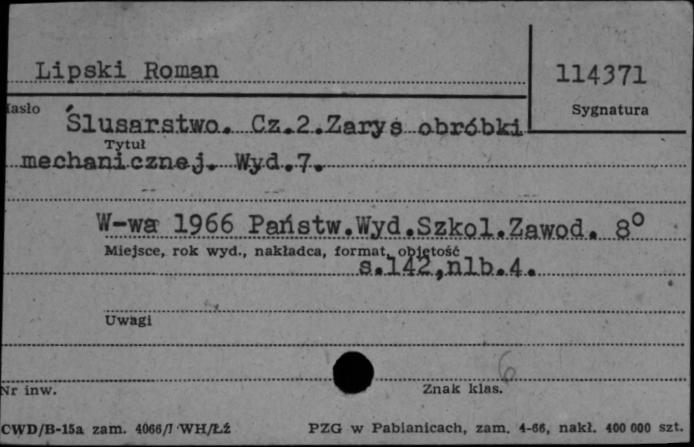 Lipski Roman
114371
Hasło
Sygnatura
Ślusarstwo. Cz.2.Zarys obróbki
Tytuł
mechanicznej. Wyd.7.
W-wa 1966 Państw.Wyd.Szkol.Zawod. 8°
Miejsce, rok wyd., nakładca, format, objętość
s.142,nlb.4.
Uwagi
6
Nr inw.
Znak klas.
CWD/B-15a zam. 4066/I WH/Łź
PZG w Pabianicach, zam. 4-66, nakł. 400 000 szt.